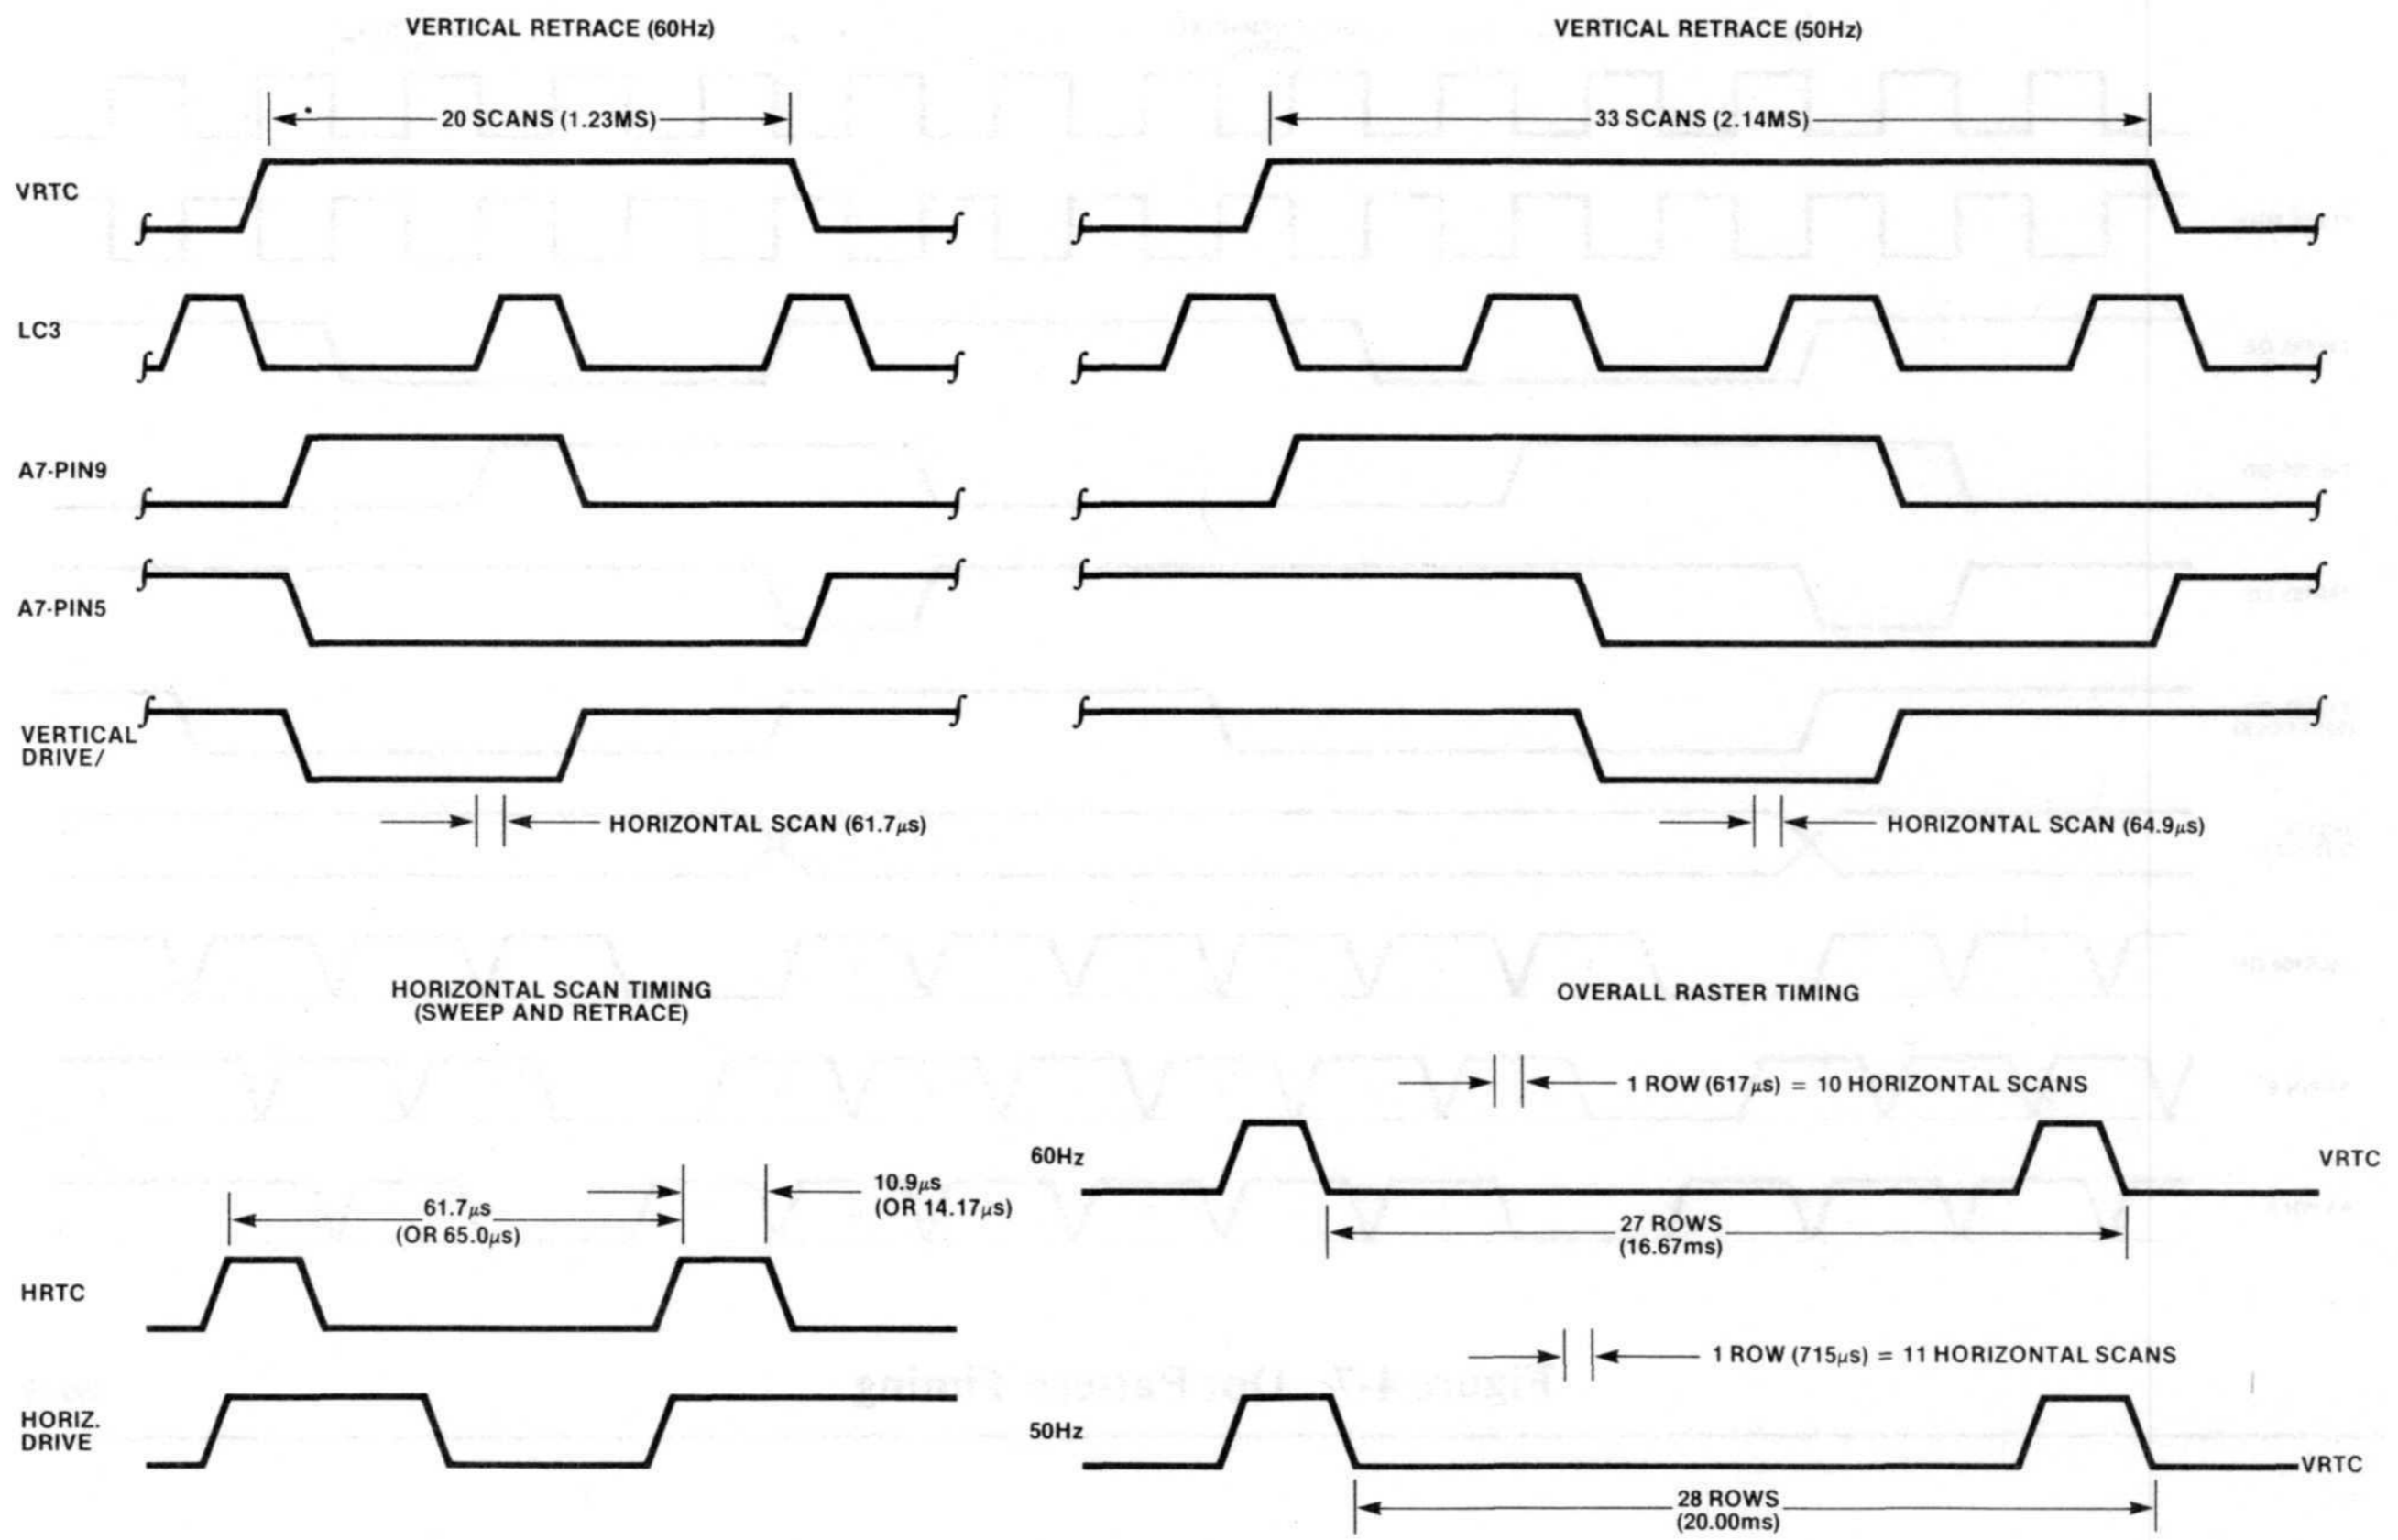 VERTICAL RETRACE (60Hz)
20 SCANS (1.23MS)
VRTC
LC3
A7-PIN9
A7-PIN5
VERTICAL
DRIVE/
HORIZONTAL SCAN (61.7µs)
VERTICAL RETRACE (50Hz)
33 SCANS (2.14MS)
HORIZONTAL SCAN (64.9µs)
HORIZONTAL SCAN TIMING
(SWEEP AND RETRACE)
10.9µs
(OR 14.17µs)
61.7µs
(OR 65.0µs)
HRTC
HORIZ.
DRIVE
OVERALL RASTER TIMING
1 ROW (617µs) = 10 HORIZONTAL SCANS
60Hz
VRTC
27 ROWS
(16.67ms)
1 ROW (715µs) = 11 HORIZONTAL SCANS
50Hz
VRTC
28 ROWS
(20.00ms)